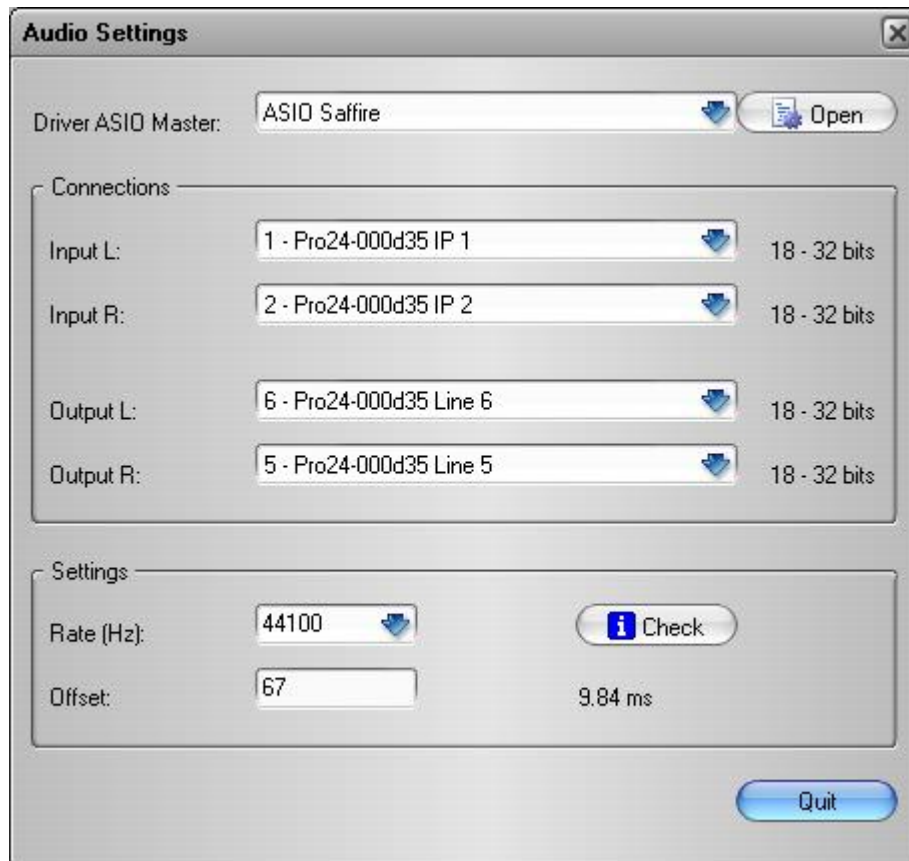 Audio Settings
Driver ASIO Master: ASIO Saffire Open
Connections
Input L: 1 - Pro24-000d35 IP 1 18 - 32 bits
Input R: 2 - Pro24-000d35 IP 2 18 - 32 bits
Output L: 6 - Pro24-000d35 Line 6 18 - 32 bits
Output R: 5 - Pro24-000d35 Line 5 18 - 32 bits
Settings
Rate (Hz): 44100 Check
Offset: 67 9.84 ms
Quit